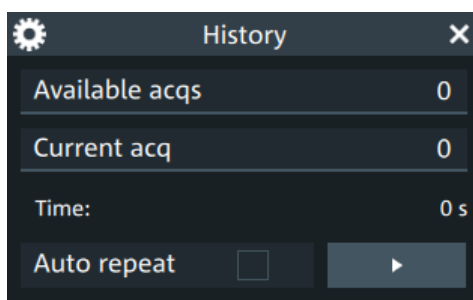 History
Available acqs 0
Current acq 0
Time: 0 s
Auto repeat